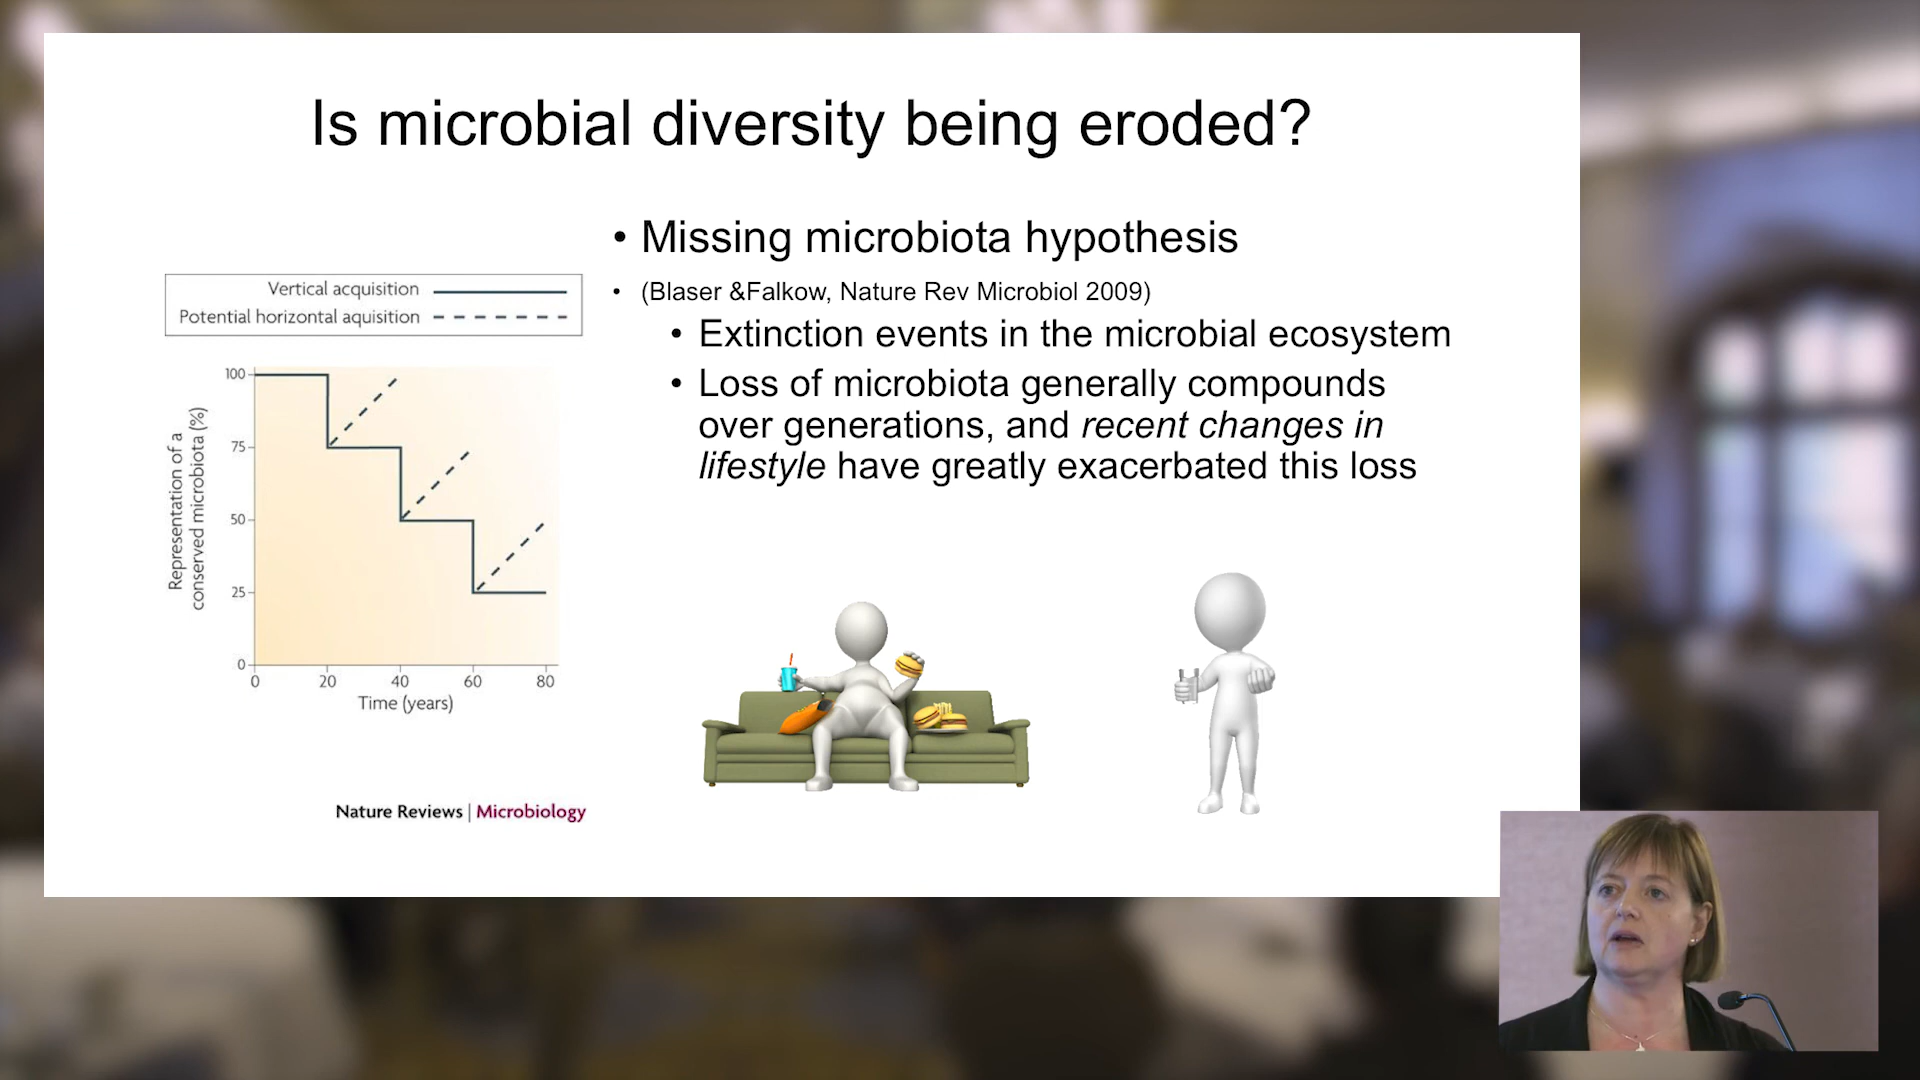 Is microbial diversity being eroded?
• Missing microbiota hypothesis
• (Blaser &Falkow, Nature Rev Microbiol 2009)
• Extinction events in the microbial ecosystem
• Loss of microbiota generally compounds
over generations, and recent changes in
lifestyle have greatly exacerbated this loss
Vertical acquisition
Potential horizontal aquisition
Representation of a
conserved microbiota (%)
100
75
50
25
0
0 20 40 60 80
Time (years)
Nature Reviews | Microbiology